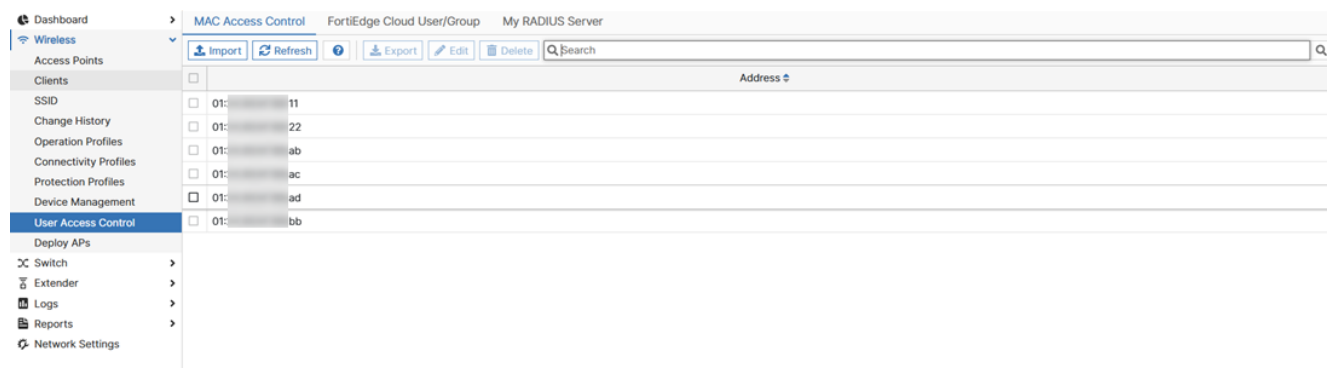 Dashboard
Wireless
Access Points
Clients
SSID
Change History
Operation Profiles
Connectivity Profiles
Protection Profiles
Device Management
User Access Control
Deploy APs
Switch
Extender
Logs
Reports
Network Settings
MAC Access Control FortiEdge Cloud User/Group My RADIUS Server
Import Refresh ? Export Edit Delete Search
Address
01: 11
01: 22
01: ab
01: ac
01: ad
01: bb